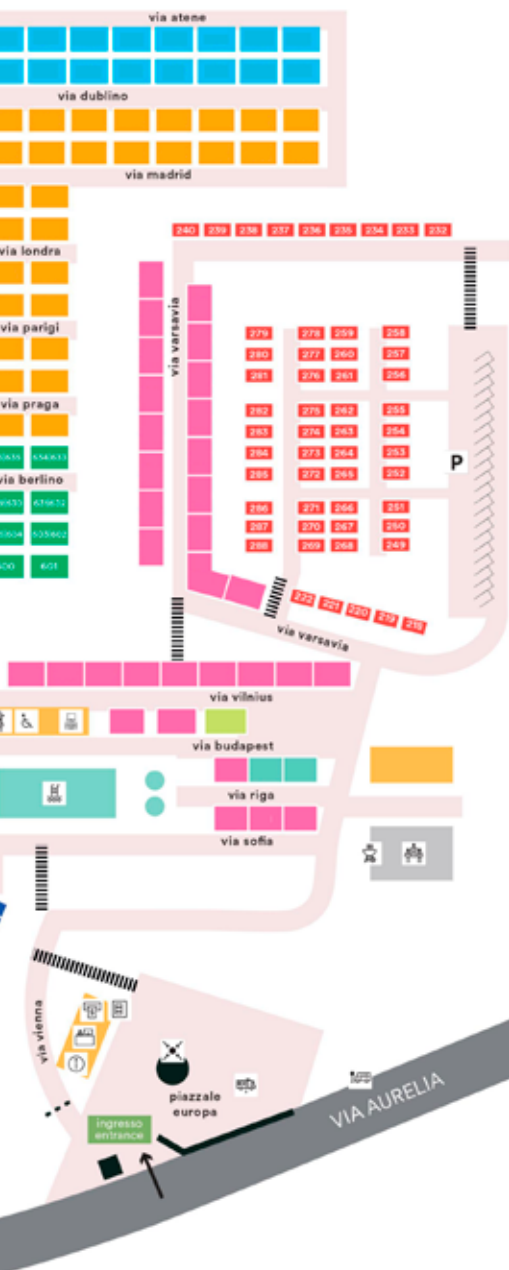 via atene
via dublino
via madrid
240 239 238 237 236 235 234 233 232
via londra
via varsavia
279 278 259 258
280 277 260 257
281 276 261 256
via parigi
282 275 262 255
283 274 263 254
284 273 264 253
285 272 265 252
via praga
P
via berlino
286 271 266 251
287 270 267 250
288 269 268 249
601
222 221 220 219 218
via varsavia
via vilnius
via budapest
via riga
via sofia
via vienna
piazzale
europa
ingresso
entrance
VIA AURELIA